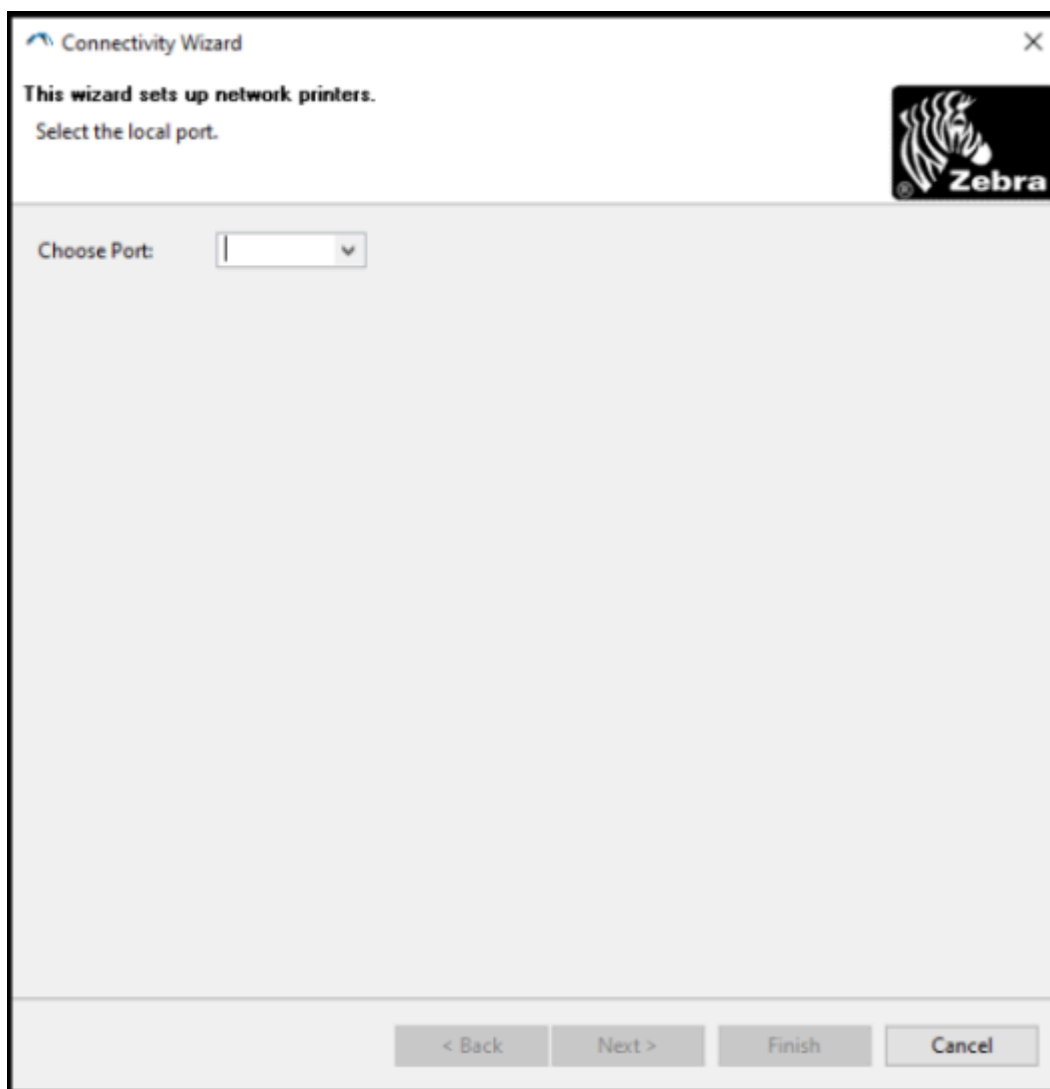 Connectivity Wizard
This wizard sets up network printers.
Select the local port.
® Zebra
Choose Port:
< Back Next > Finish Cancel